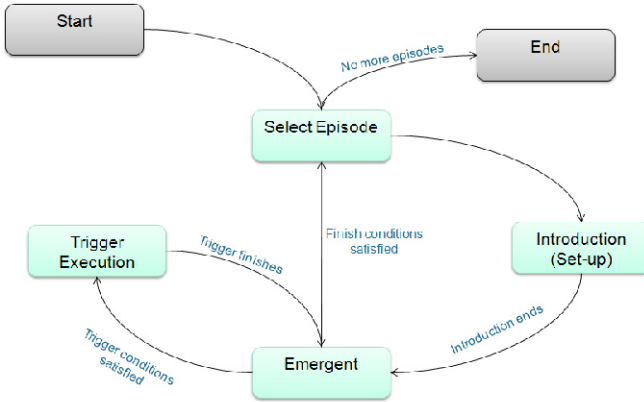 Start
End
No more episodes
Select Episode
Trigger
Execution
Trigger finishes
Finish conditions
satisfied
Introduction
(Set-up)
Trigger conditions
satisfied
Introduction ends
Emergent